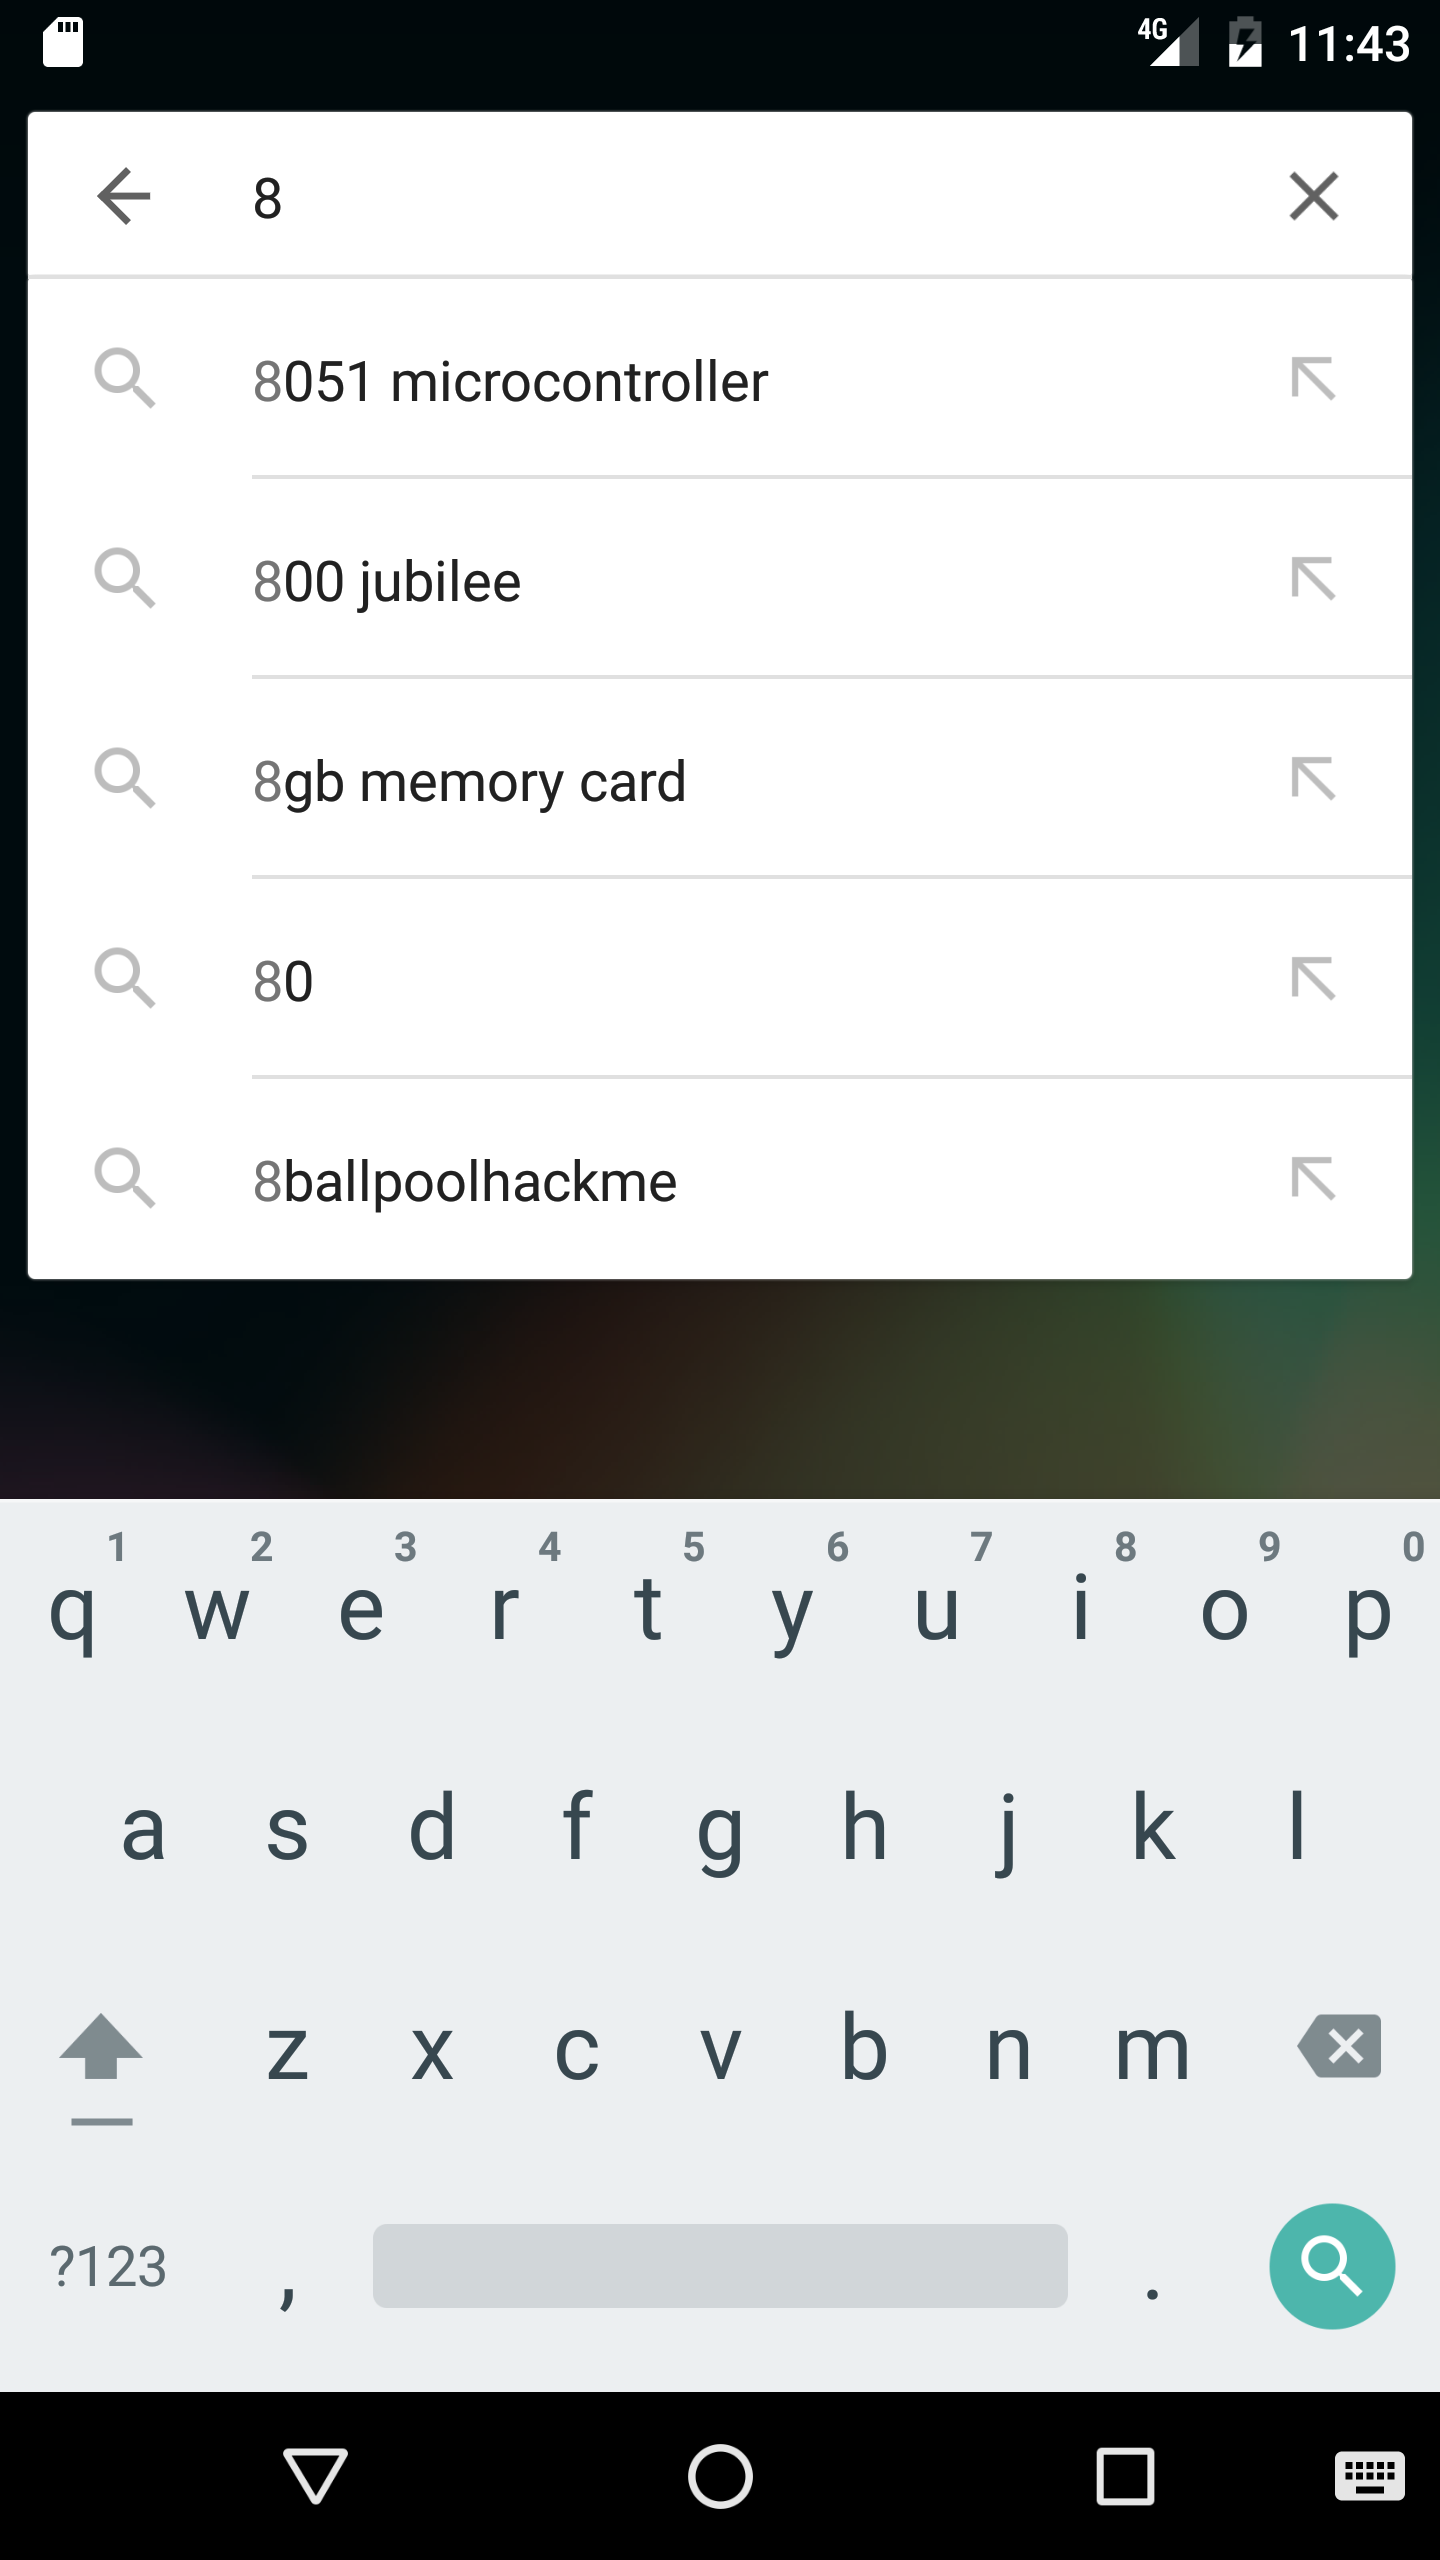 4G 11:43
8
8051 microcontroller
800 jubilee
8gb memory card
80
8ballpoolhackme
1 2 3 4 5 6 7 8 9 0
q w e r t y u i o p
a s d f g h j k l
z x c v b n m
?123 , .